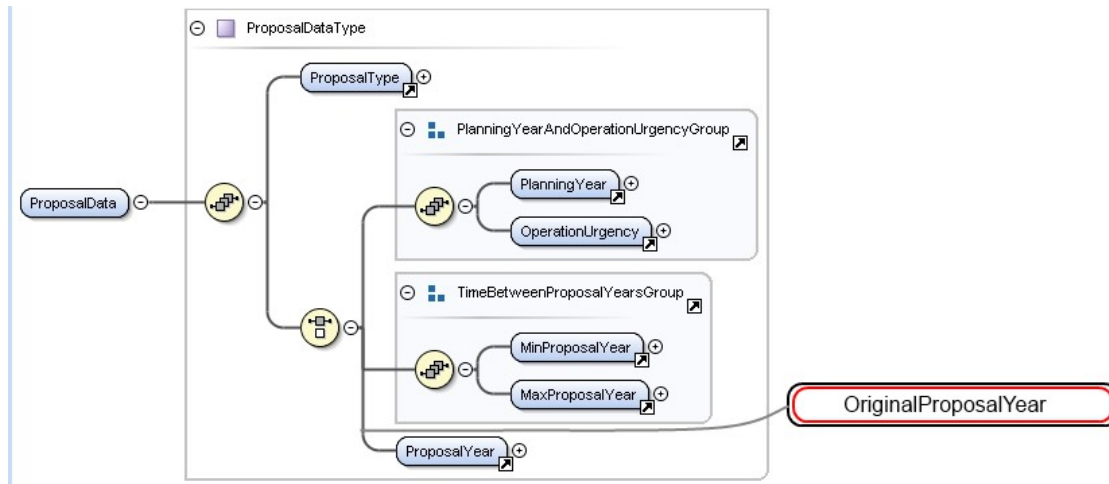 ProposalDataType
ProposalType
PlanningYearAndOperationUrgencyGroup
PlanningYear
ProposalData
OperationUrgency
TimeBetweenProposalYearsGroup
MinProposalYear
MaxProposalYear
OriginalProposalYear
ProposalYear